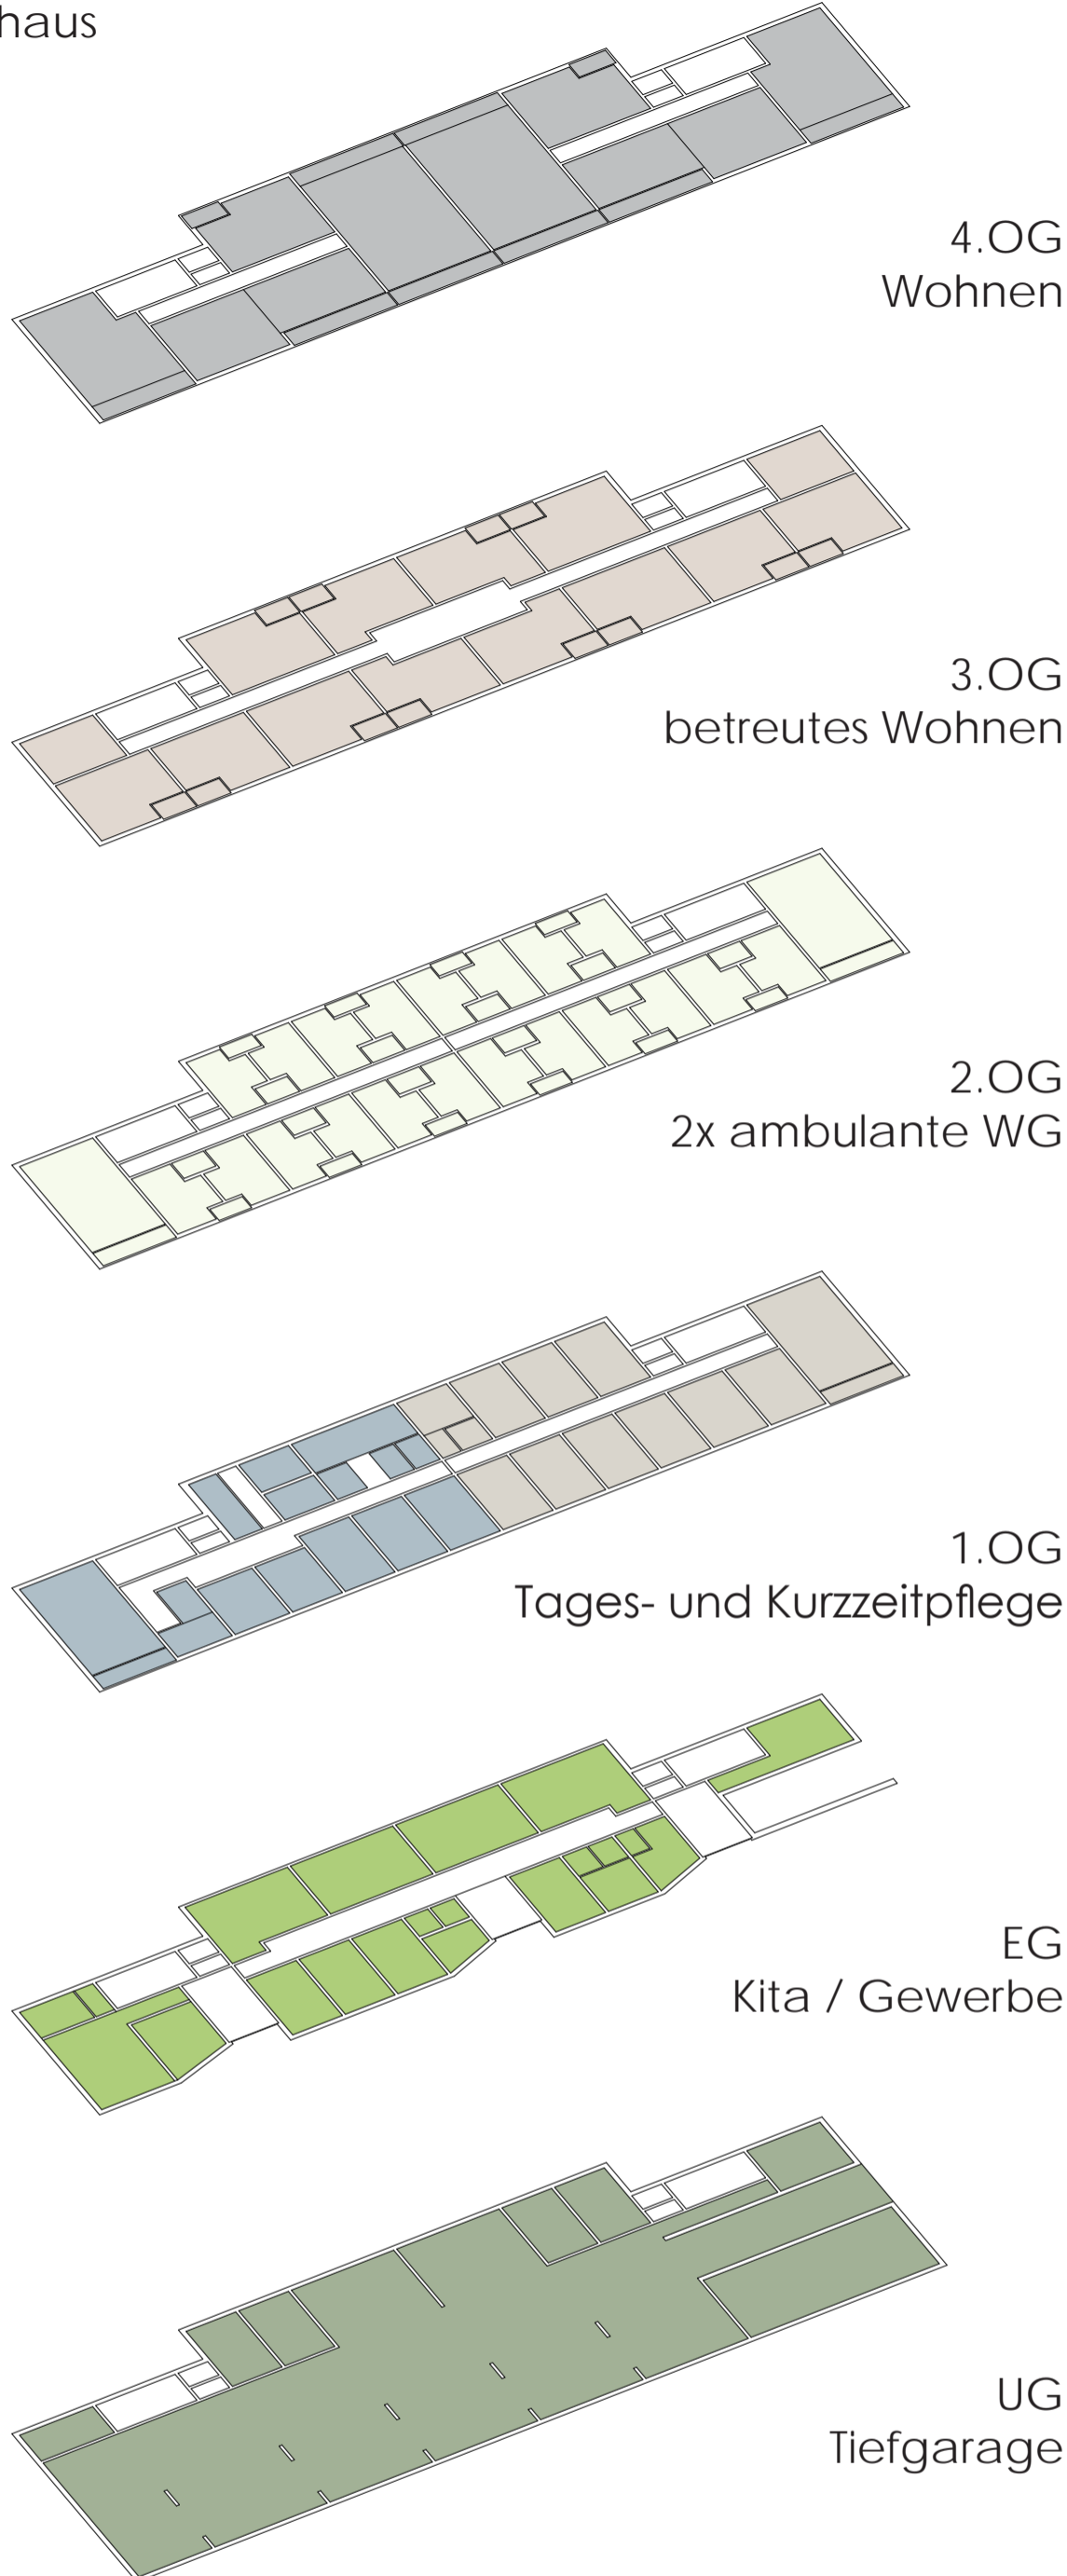 haus
4.OG
Wohnen
3.OG
betreutes Wohnen
2.OG
2x ambulante WG
1.OG
Tages- und Kurzzeitpflege
EG
Kita / Gewerbe
UG
Tiefgarage